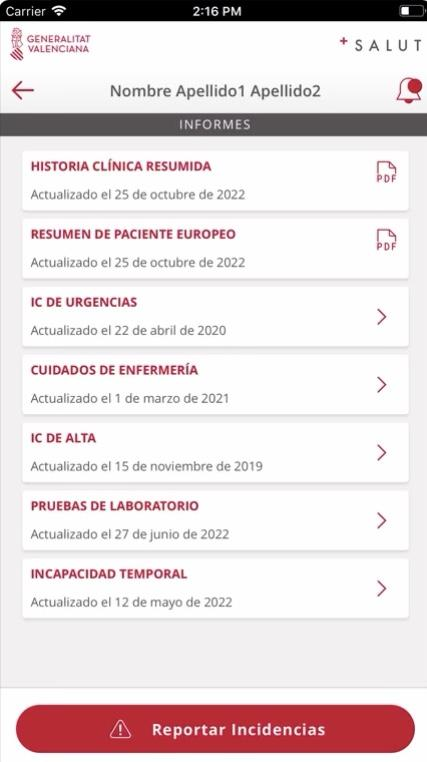 Carrier 2:16 PM
GENERALITAT
VALENCIANA
+ SALUT
Nombre Apellido1 Apellido2
INFORMES
HISTORIA CLÍNICA RESUMIDA
PDF
Actualizado el 25 de octubre de 2022
RESUMEN DE PACIENTE EUROPEO
PDF
Actualizado el 25 de octubre de 2022
IC DE URGENCIAS
Actualizado el 22 de abril de 2020
CUIDADOS DE ENFERMERÍA
Actualizado el 1 de marzo de 2021
IC DE ALTA
Actualizado el 15 de noviembre de 2019
PRUEBAS DE LABORATORIO
Actualizado el 27 de junio de 2022
INCAPACIDAD TEMPORAL
Actualizado el 12 de mayo de 2022
Reportar Incidencias